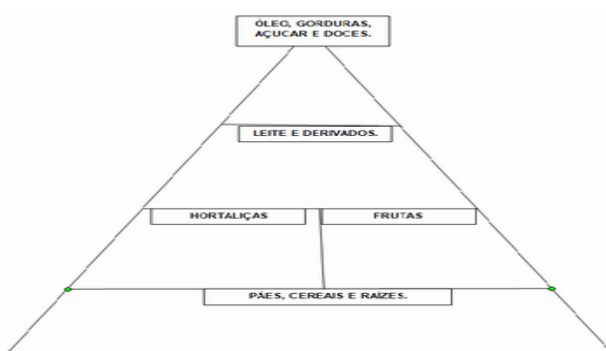 ÓLEO, GORDURAS,
AÇUCAR E DOCES.
LEITE E DERIVADOS.
HORTALIÇAS
FRUTAS
PÃES, CEREAIS E RAÍZES.